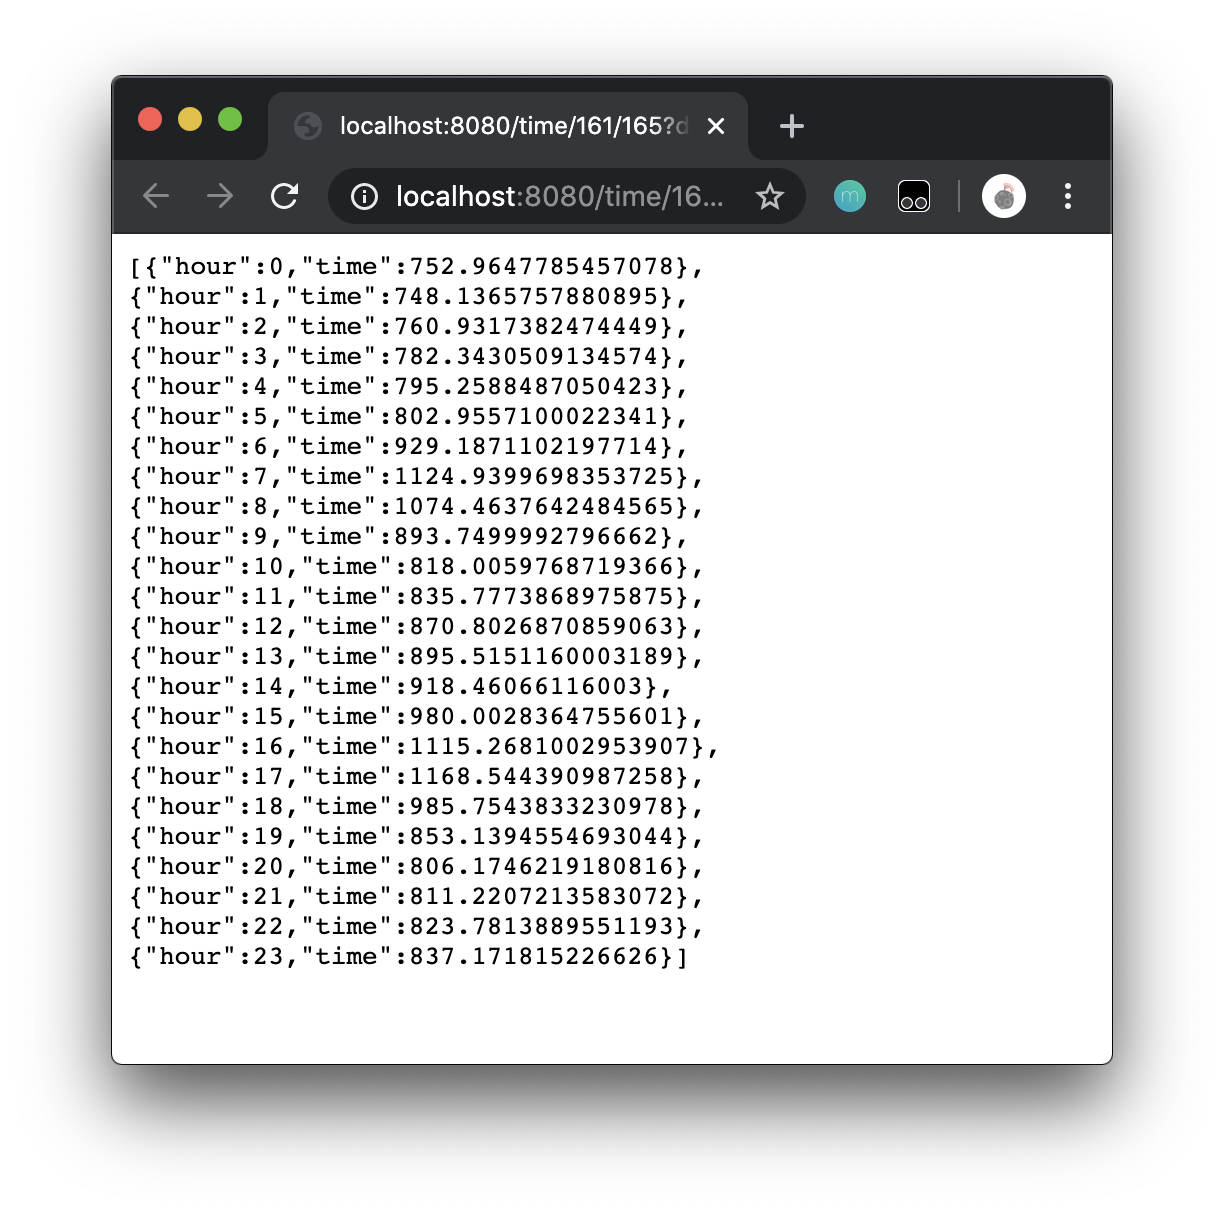 localhost:8080/time/161/165?d
localhost:8080/time/16...
m
[{"hour":0,"time":752.9647785457078},
{"hour":1,"time":748.1365757880895},
{"hour":2,"time":760.9317382474449},
{"hour":3,"time":782.3430509134574},
{"hour":4,"time":795.2588487050423},
{"hour":5,"time":802.9557100022341},
{"hour":6,"time":929.1871102197714},
{"hour":7,"time":1124.9399698353725},
{"hour":8,"time":1074.4637642484565},
{"hour":9,"time":893.7499992796662},
{"hour":10,"time":818.0059768719366},
{"hour":11,"time":835.7773868975875},
{"hour":12,"time":870.8026870859063},
{"hour":13,"time":895.5151160003189},
{"hour":14,"time":918.46066116003},
{"hour":15,"time":980.0028364755601},
{"hour":16,"time":1115.2681002953907},
{"hour":17,"time":1168.544390987258},
{"hour":18,"time":985.7543833230978},
{"hour":19,"time":853.1394554693044},
{"hour":20,"time":806.1746219180816},
{"hour":21,"time":811.2207213583072},
{"hour":22,"time":823.7813889551193},
{"hour":23,"time":837.171815226626}]